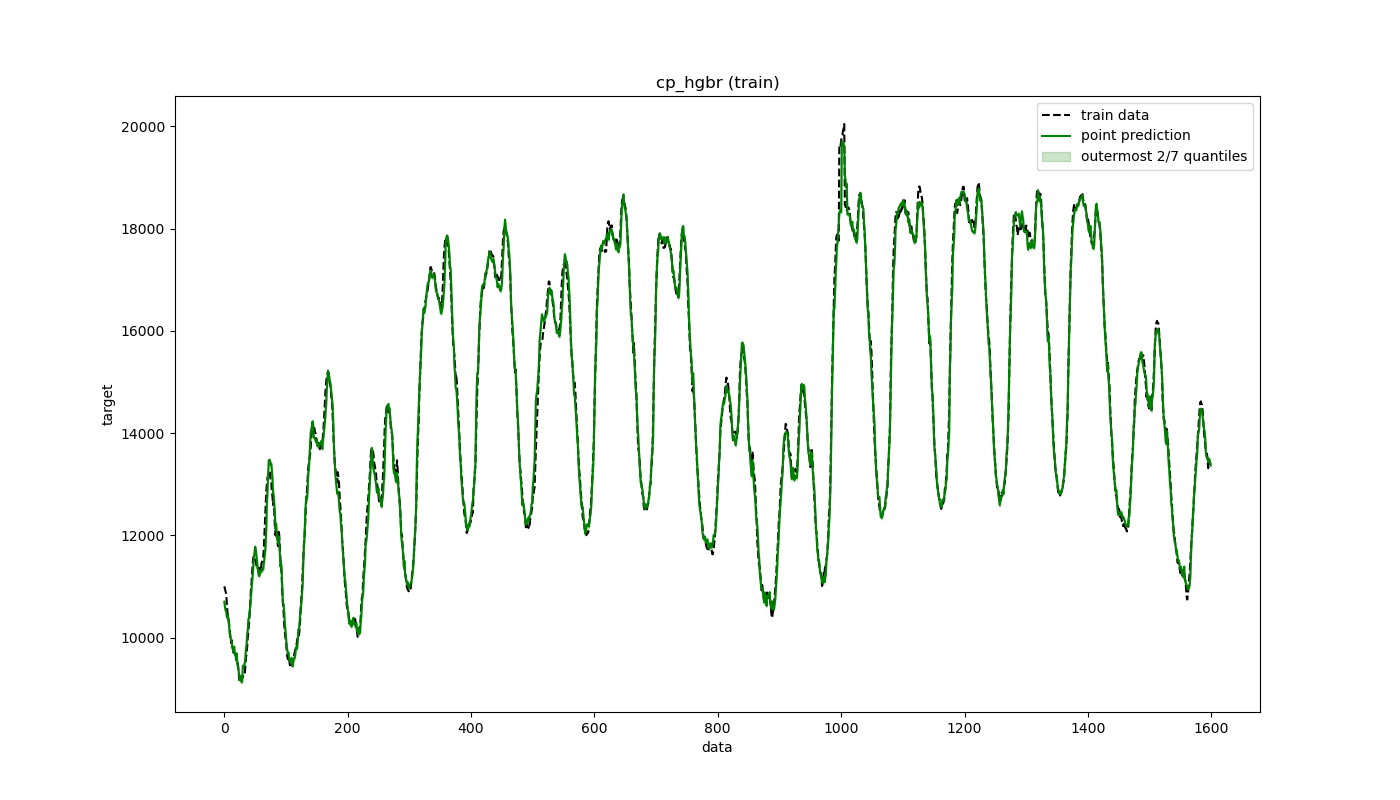 cp_hgbr (train)
train data
point prediction
outermost 2/7 quantiles
target
20000
18000
16000
14000
12000
10000
0 200 400 600 800 1000 1200 1400 1600
data